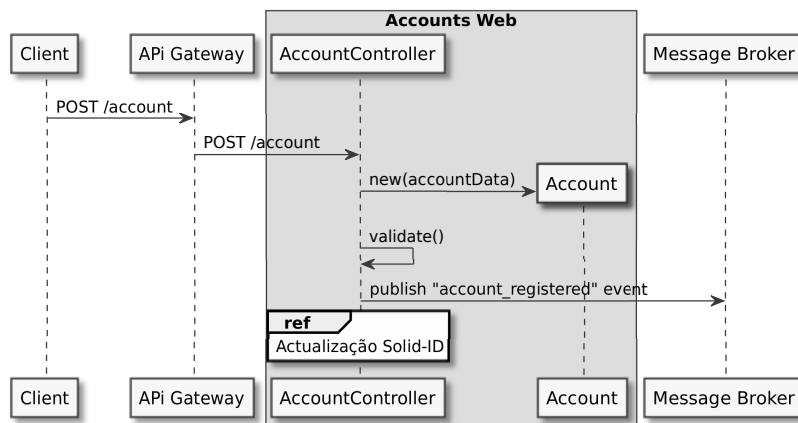 Accounts Web
Client
APi Gateway
AccountController
Message Broker
POST /account
POST /account
new(accountData)
Account
validate()
publish "account_registered" event
ref
Actualização Solid-ID
Client
APi Gateway
AccountController
Account
Message Broker